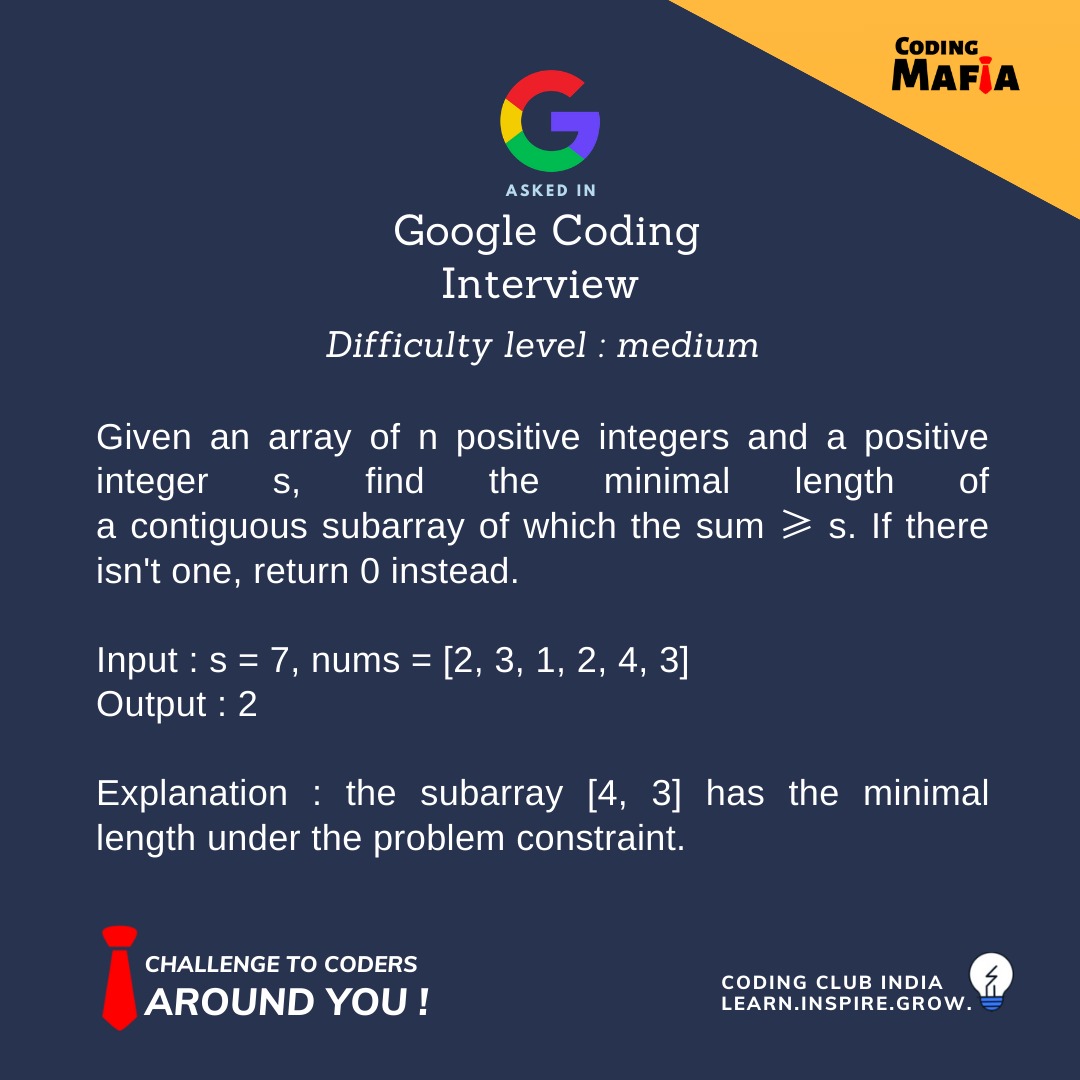 CODING
MAFIA
ASKED IN
Google Coding
Interview
Difficulty level : medium
Given an array of n positive integers and a positive
integer s, find the minimal length of
a contiguous subarray of which the sum ⩾ s. If there
isn't one, return 0 instead.
Input : s = 7, nums = [2, 3, 1, 2, 4, 3]
Output : 2
Explanation : the subarray [4, 3] has the minimal
length under the problem constraint.
CHALLENGE TO CODERS
AROUND YOU !
CODING CLUB INDIA
LEARN.INSPIRE.GROW.